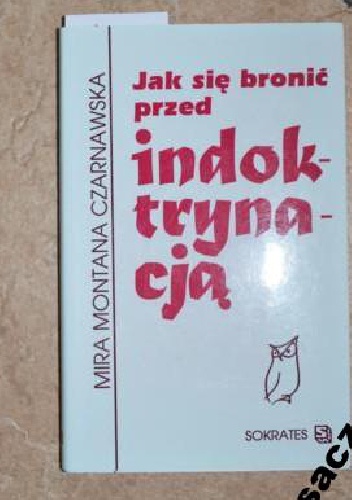 MIRA MONTANA CZARNAWSKA
Jak się bronić
przed
indok-
tryna-
cją
SOKRATES